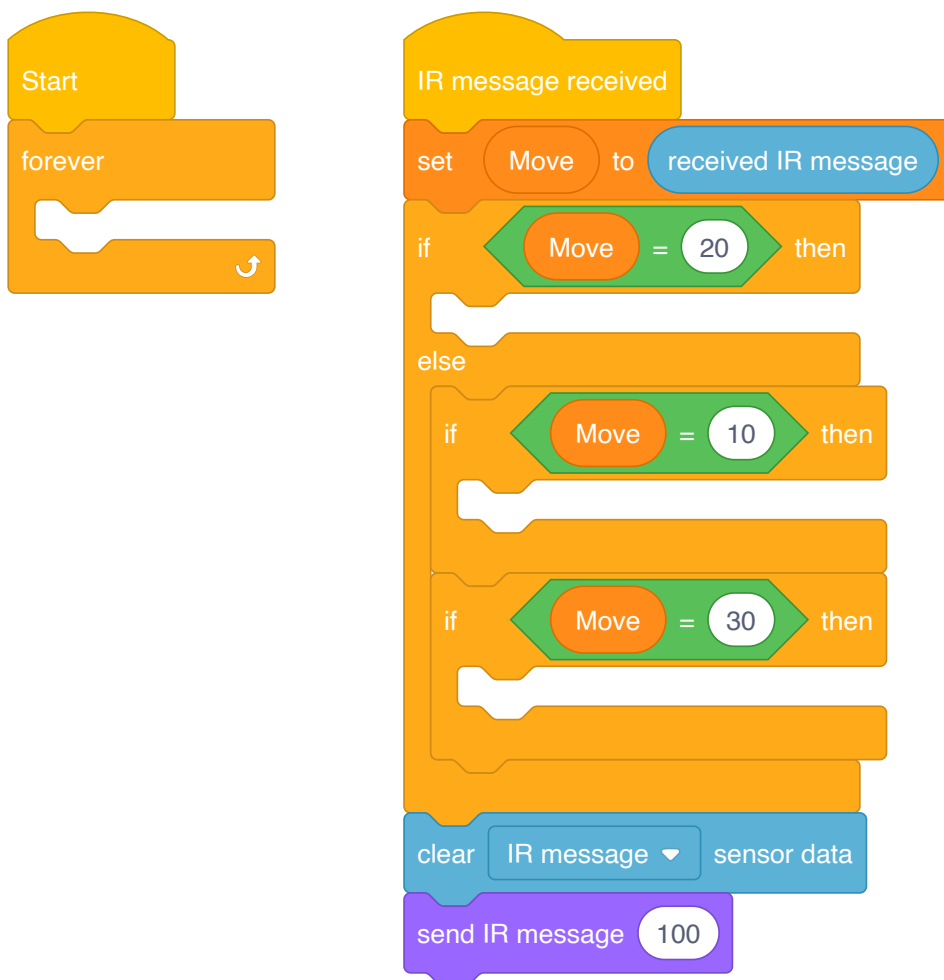 Start
forever
IR message received
set Move to received IR message
if Move = 20 then
else
if Move = 10 then
if Move = 30 then
clear IR message sensor data
send IR message 100